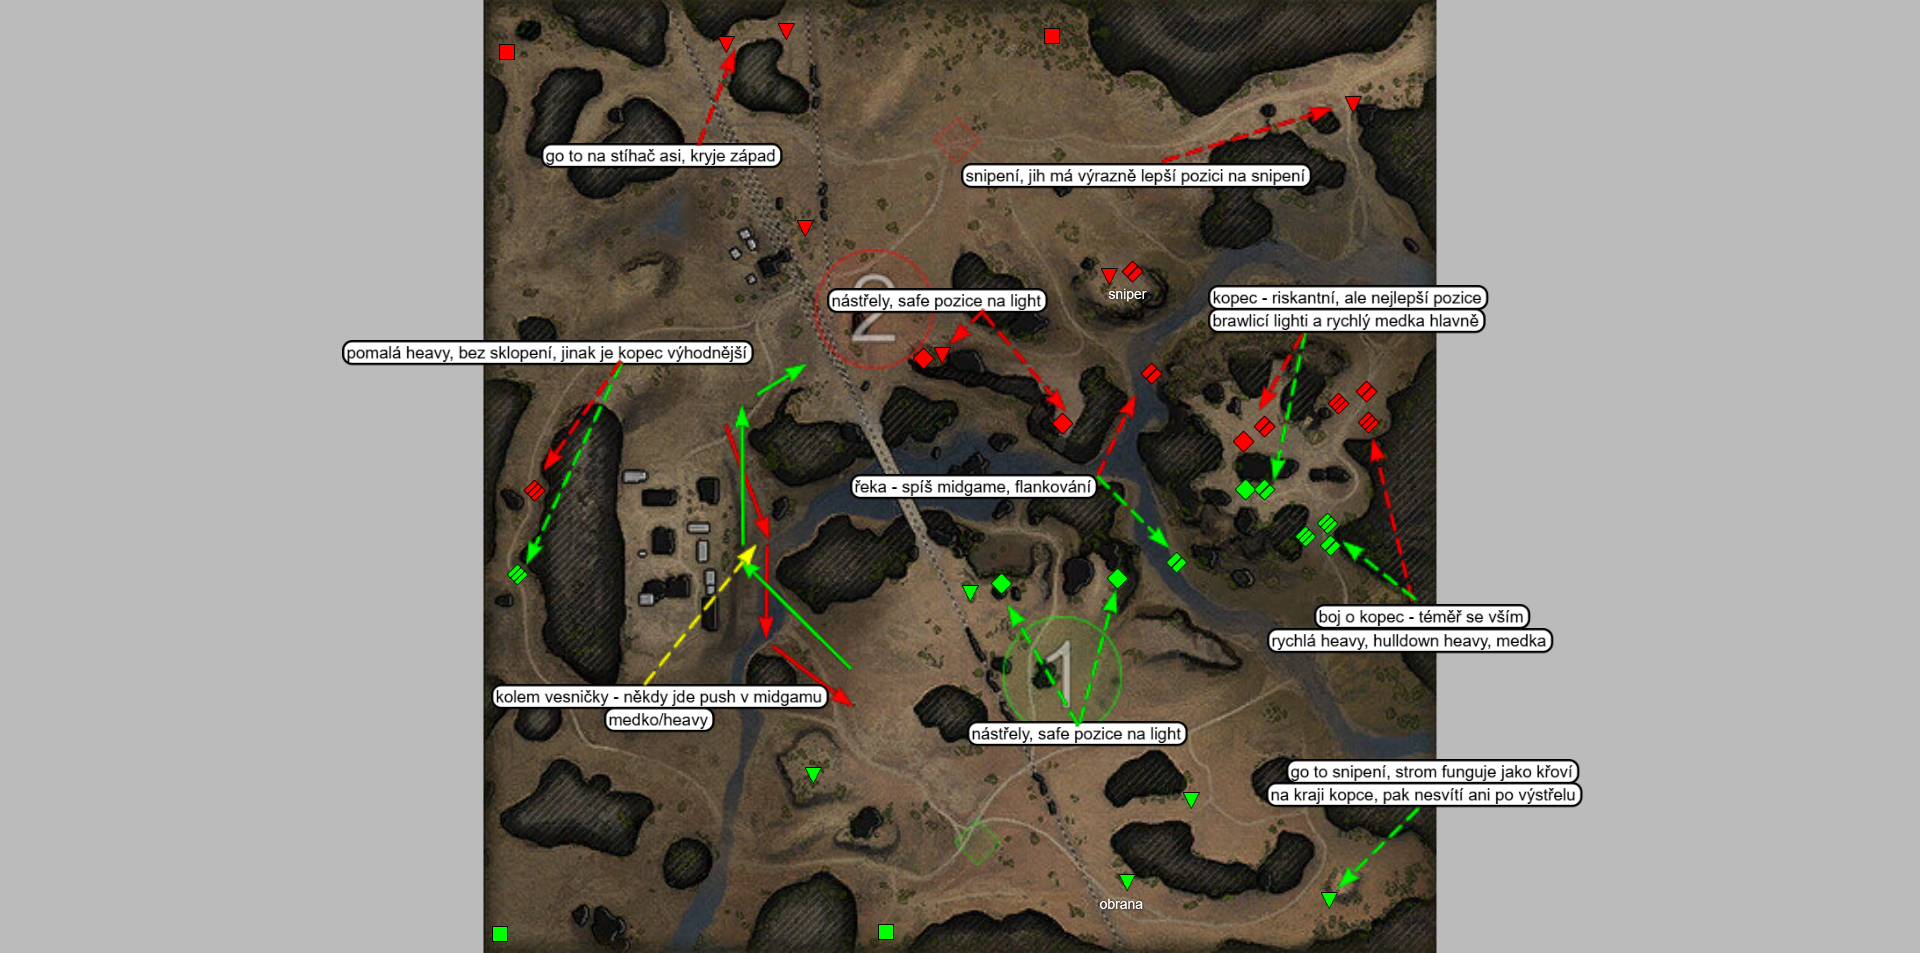 go to na stíhač asi, kryje západ
snipení, jih má výrazně lepší pozici na snipení
2
nástřely, safe pozice na light
sniper
kopec - riskantní, ale nejlepší pozice
brawlicí lighti a rychlý medka hlavně
pomalá heavy, bez sklopení, jinak je kopec výhodnější
řeka - spíš midgame, flankování
boj o kopec - téměř se vším
rychlá heavy, hulldown heavy, medka
kolem vesničky - někdy jde push v midgamu
medko/heavy
1
nástřely, safe pozice na light
go to snipení, strom funguje jako křoví
na kraji kopce, pak nesvítí ani po výstřelu
obrana